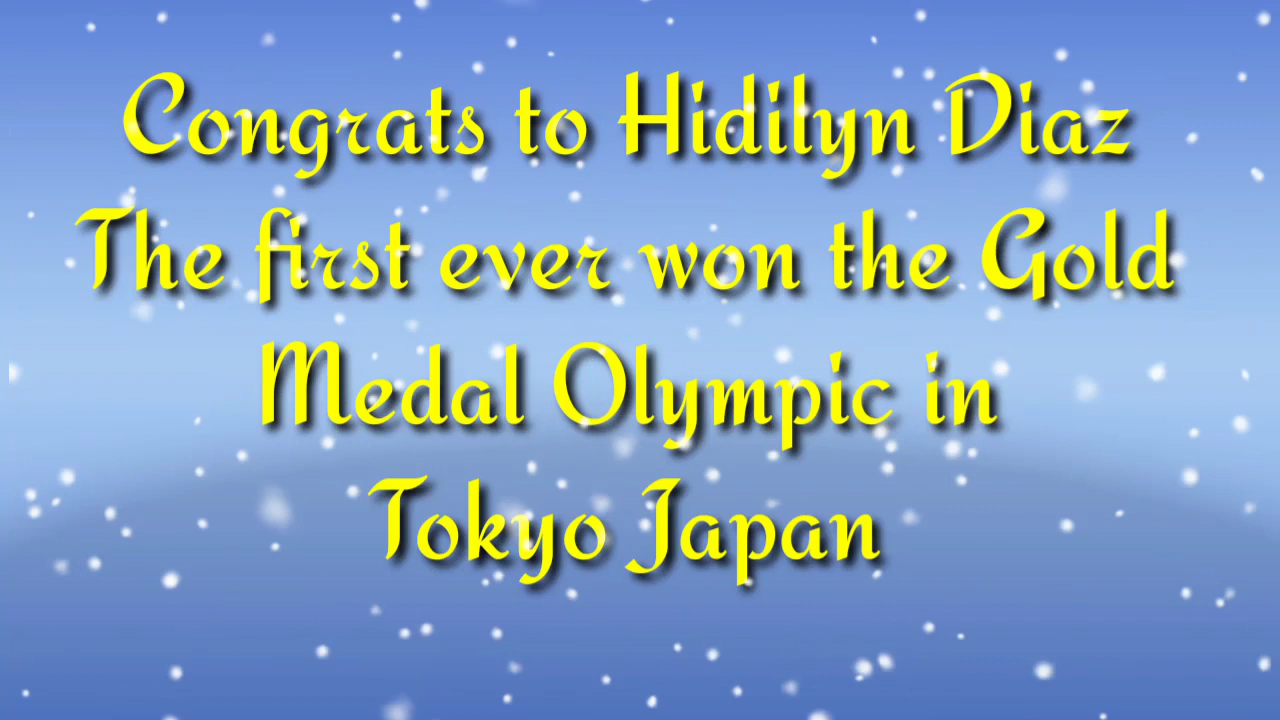 Congrats to Hidilyn Diaz
The first ever won the Gold
Medal Olympic in
Tokyo Japan